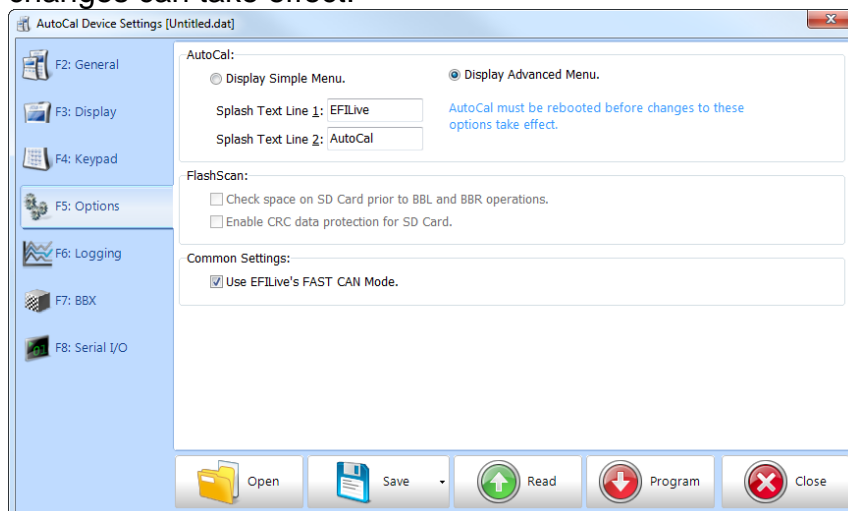 changes can take effect.
AutoCal Device Settings [Untitled.dat]
F2: General
F3: Display
F4: Keypad
F5: Options
F6: Logging
F7: BBX
F8: Serial I/O
AutoCal:
Display Simple Menu.
Display Advanced Menu.
Splash Text Line 1: EFILive
Splash Text Line 2: AutoCal
AutoCal must be rebooted before changes to these
options take effect.
FlashScan:
Check space on SD Card prior to BBL and BBR operations.
Enable CRC data protection for SD Card.
Common Settings:
Use EFILive's FAST CAN Mode.
Open
Save
Read
Program
Close